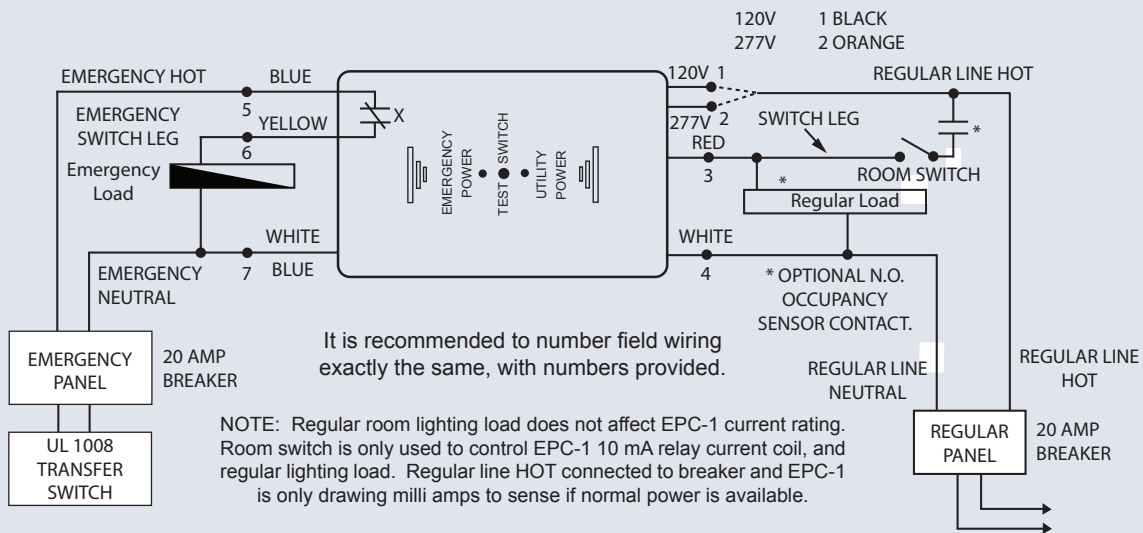 120V 1 BLACK
277V 2 ORANGE
EMERGENCY HOT
BLUE
5
EMERGENCY
SWITCH LEG
YELLOW
6
X
Emergency
Load
WHITE
7
BLUE
EMERGENCY
NEUTRAL
EMERGENCY
POWER
TEST SWITCH
UTILITY
POWER
120V 1
277V 2
REGULAR LINE HOT
*
SWITCH LEG
RED
3
ROOM SWITCH
*
Regular Load
WHITE
4
* OPTIONAL N.O.
OCCUPANCY
SENSOR CONTACT.
EMERGENCY
PANEL
20 AMP
BREAKER
UL 1008
TRANSFER
SWITCH
It is recommended to number field wiring
exactly the same, with numbers provided.
NOTE: Regular room lighting load does not affect EPC-1 current rating.
Room switch is only used to control EPC-1 10 mA relay current coil, and
regular lighting load. Regular line HOT connected to breaker and EPC-1
is only drawing milli amps to sense if normal power is available.
REGULAR LINE
NEUTRAL
REGULAR LINE
HOT
REGULAR
PANEL
20 AMP
BREAKER